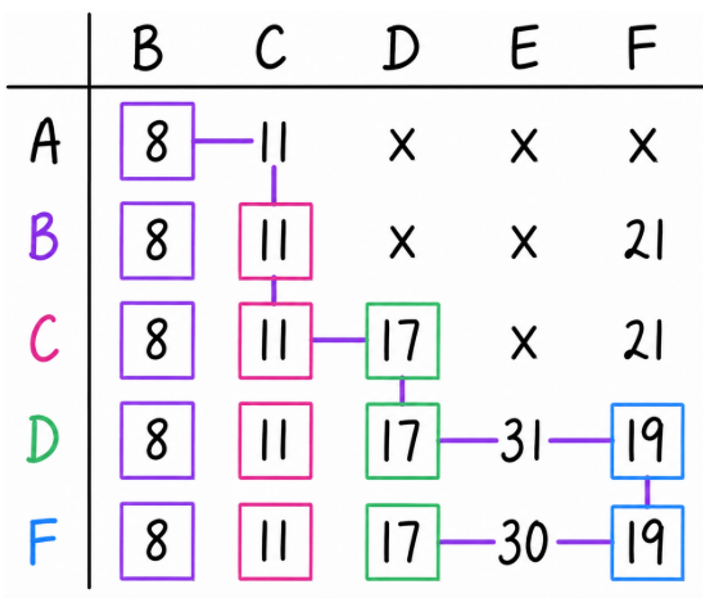 B C D E F
A 8 11 x x x
B 8 11 x x 21
C 8 11 17 x 21
D 8 11 17 31 19
F 8 11 17 30 19